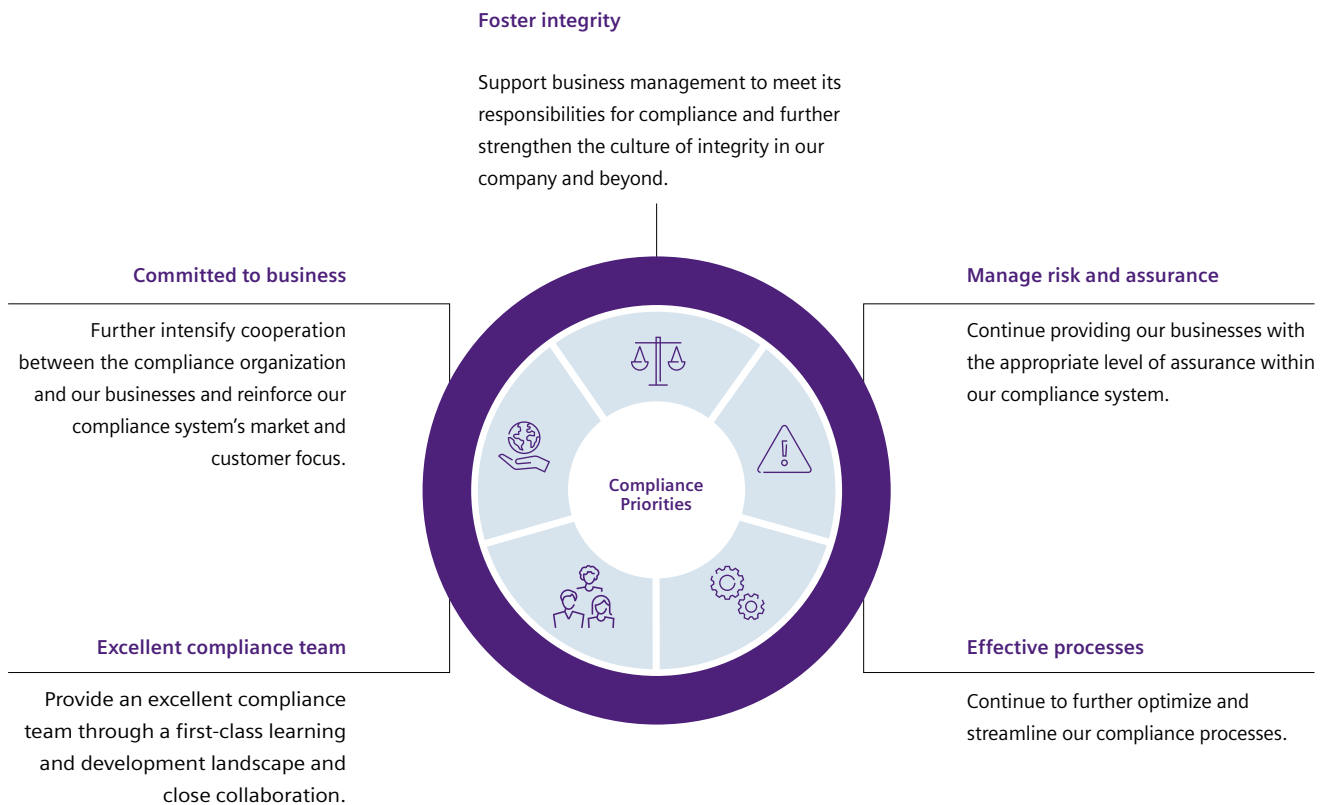 Foster integrity
Support business management to meet its
responsibilities for compliance and further
strengthen the culture of integrity in our
company and beyond.
Committed to business
Further intensify cooperation
between the compliance organization
and our businesses and reinforce our
compliance system’s market and
customer focus.
Manage risk and assurance
Continue providing our businesses with
the appropriate level of assurance within
our compliance system.
Compliance
Priorities
Excellent compliance team
Provide an excellent compliance
team through a first-class learning
and development landscape and
close collaboration.
Effective processes
Continue to further optimize and
streamline our compliance processes.